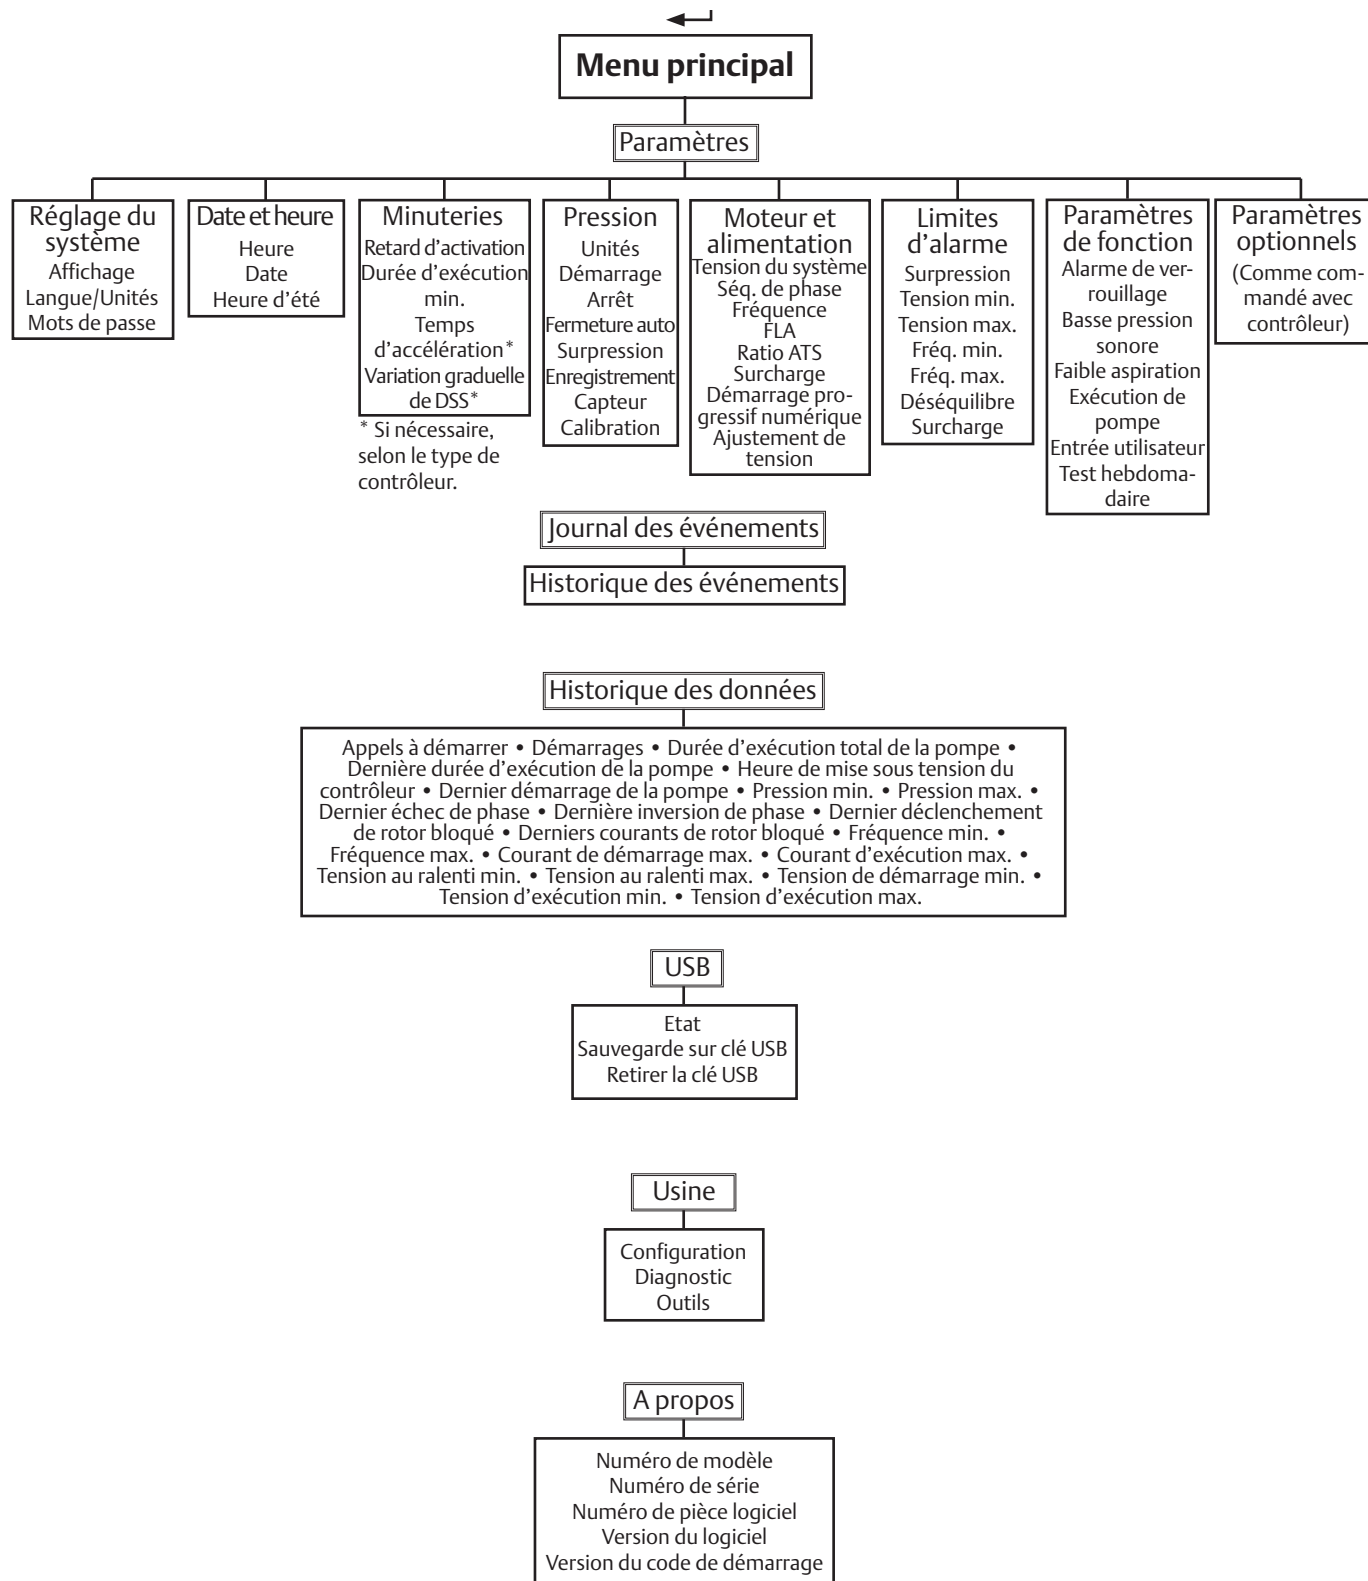 Menu principal
Paramètres
Réglage du
système
Affichage
Langue/Unités
Mots de passe
Date et heure
Heure
Date
Heure d'été
Minuteries
Retard d'activation
Durée d'exécution
min.
Temps
d'accélération*
Variation graduelle
de DSS*
* Si nécessaire,
selon le type de
contrôleur.
Pression
Unités
Démarrage
Arrêt
Fermeture auto
Surpression
Enregistrement
Capteur
Calibration
Moteur et
alimentation
Tension du système
Séq. de phase
Fréquence
FLA
Ratio ATS
Surcharge
Démarrage pro-
gressif numérique
Ajustement de
tension
Limites
d'alarme
Surpression
Tension min.
Tension max.
Fréq. min.
Fréq. max.
Déséquilibre
Surcharge
Paramètres
de fonction
Alarme de ver-
rouillage
Basse pression
sonore
Faible aspiration
Exécution de
pompe
Entrée utilisateur
Test hebdoma-
daire
Paramètres
optionnels
(Comme com-
mandé avec
contrôleur)
Journal des événements
Historique des événements
Historique des données
Appels à démarrer • Démarrages • Durée d'exécution total de la pompe •
Dernière durée d'exécution de la pompe • Heure de mise sous tension du
contrôleur • Dernier démarrage de la pompe • Pression min. • Pression max. •
Dernier échec de phase • Dernière inversion de phase • Dernier déclenchement
de rotor bloqué • Derniers courants de rotor bloqué • Fréquence min. •
Fréquence max. • Courant de démarrage max. • Courant d'exécution max. •
Tension au ralenti min. • Tension au ralenti max. • Tension de démarrage min. •
Tension d'exécution min. • Tension d'exécution max.
USB
Etat
Sauvegarde sur clé USB
Retirer la clé USB
Usine
Configuration
Diagnostic
Outils
A propos
Numéro de modèle
Numéro de série
Numéro de pièce logiciel
Version du logiciel
Version du code de démarrage